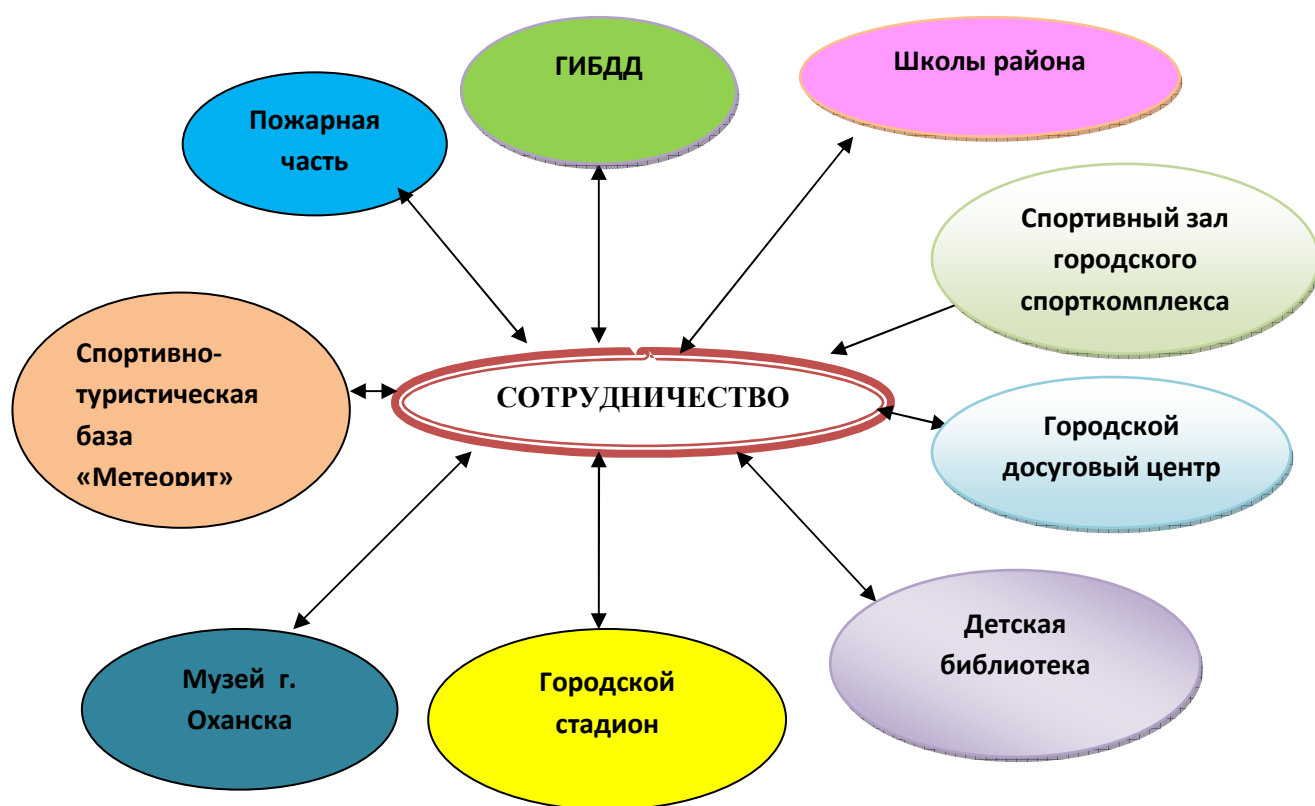 ГИБДД
Школы района
Пожарная
часть
Спортивный зал
городского
спорткомплекса
Спортивно-
туристическая
база
«Метеорит»
СОТРУДНИЧЕСТВО
Городской
досуговый центр
Детская
библиотека
Музей г.
Оханска
Городской
стадион